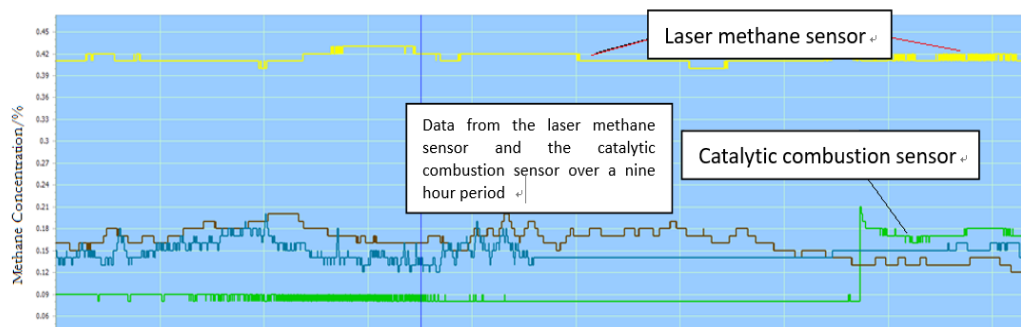 0.45
0.42
0.39
0.36
0.33
0.3
0.27
0.24
0.21
0.18
0.15
0.12
0.09
0.06
Methane Concentration/%
Laser methane sensor
Data from the laser methane
sensor and the catalytic
combustion sensor over a nine
hour period
Catalytic combustion sensor